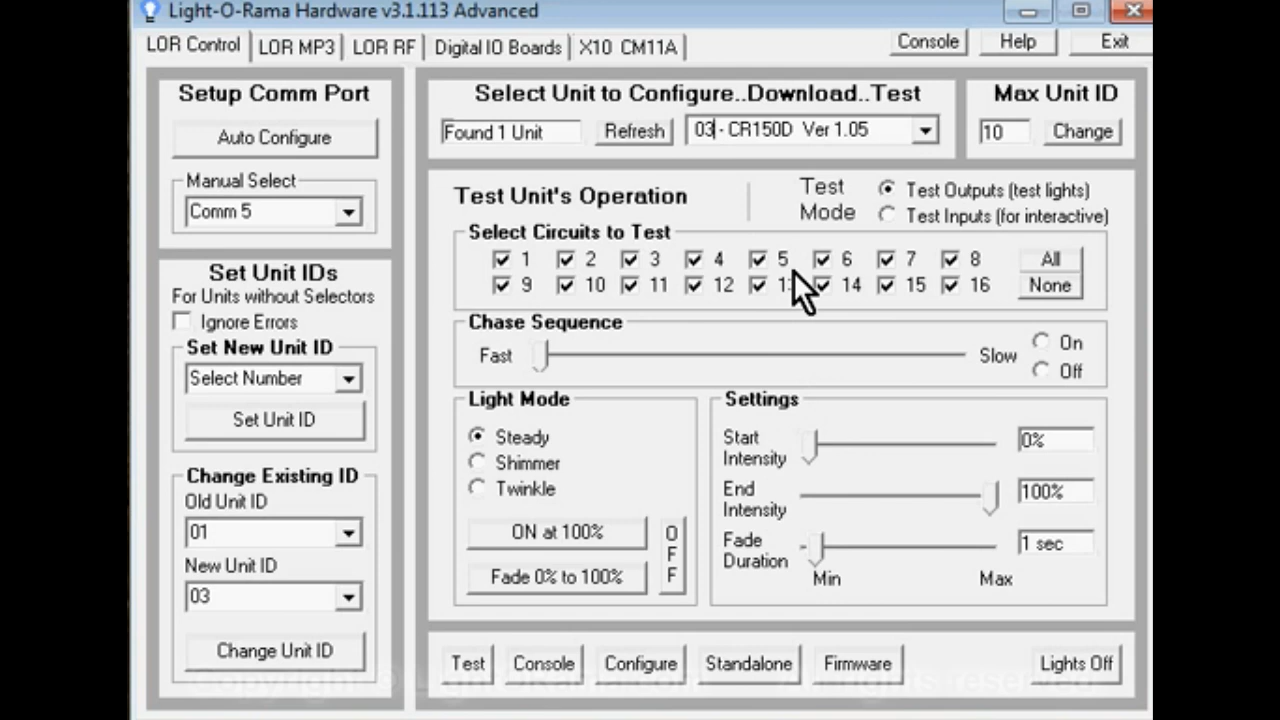 Light-O-Rama Hardware v3.1.113 Advanced
LOR Control LOR MP3 LOR RF Digital IO Boards X10 CM11A Console Help Exit
Setup Comm Port
Auto Configure
Manual Select
Comm 5
Set Unit IDs
For Units without Selectors
Ignore Errors
Set New Unit ID
Select Number
Set Unit ID
Change Existing ID
Old Unit ID
01
New Unit ID
03
Change Unit ID
Select Unit to Configure..Download..Test
Found 1 Unit Refresh 03 - CR150D Ver 1.05
Max Unit ID
10 Change
Test Unit's Operation
Test Mode
Test Outputs (test lights)
Test Inputs (for interactive)
Select Circuits to Test
1 2 3 4 5 6 7 8 All
9 10 11 12 14 15 16 None
Chase Sequence
Fast Slow
On
Off
Light Mode
Steady
Shimmer
Twinkle
ON at 100%
Fade 0% to 100%
OFF
Settings
Start Intensity 0%
End Intensity 100%
Fade Duration 1 sec
Min Max
Test Console Configure Standalone Firmware Lights Off